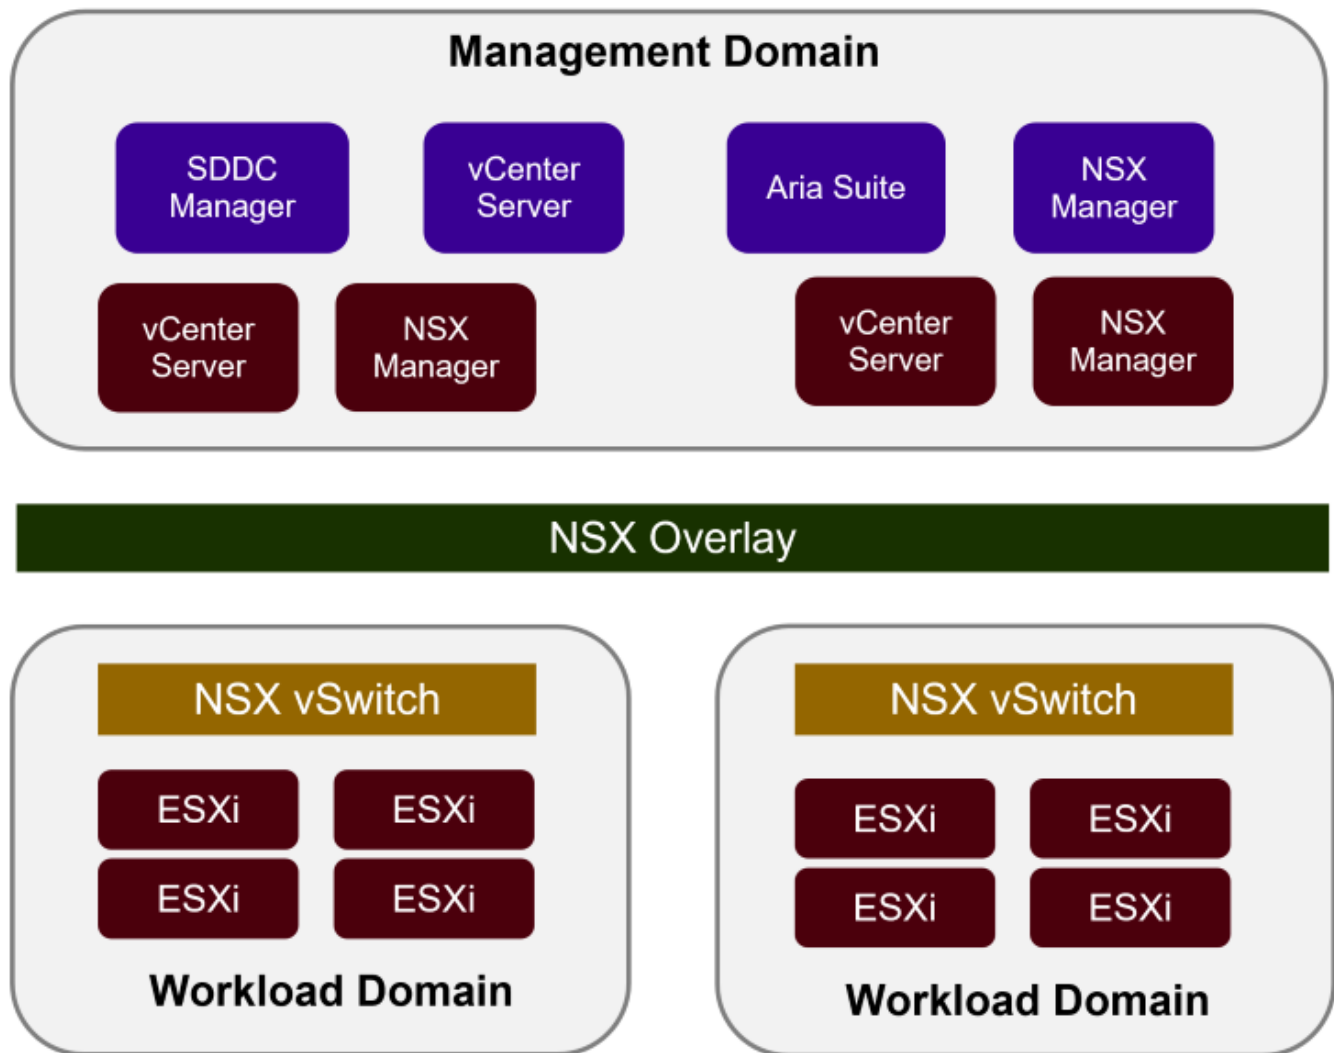 Management Domain
SDDC
Manager
vCenter
Server
Aria Suite
NSX
Manager
vCenter
Server
NSX
Manager
vCenter
Server
NSX
Manager
NSX Overlay
NSX vSwitch
ESXi
ESXi
ESXi
ESXi
Workload Domain
NSX vSwitch
ESXi
ESXi
ESXi
ESXi
Workload Domain